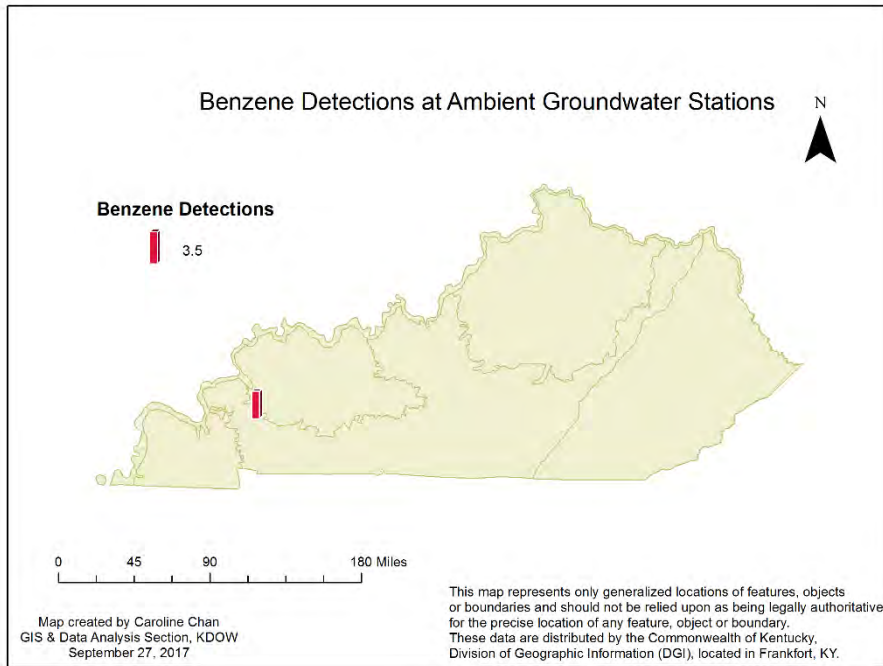 Benzene Detections at Ambient Groundwater Stations
N
Benzene Detections
3.5
0 45 90 180 Miles
Map created by Caroline Chan
GIS & Data Analysis Section, KDOW
September 27, 2017
This map represents only generalized locations of features, objects
or boundaries and should not be relied upon as being legally authoritative
for the precise location of any feature, object or boundary.
These data are distributed by the Commonwealth of Kentucky,
Division of Geographic Information (DGI), located in Frankfort, KY.